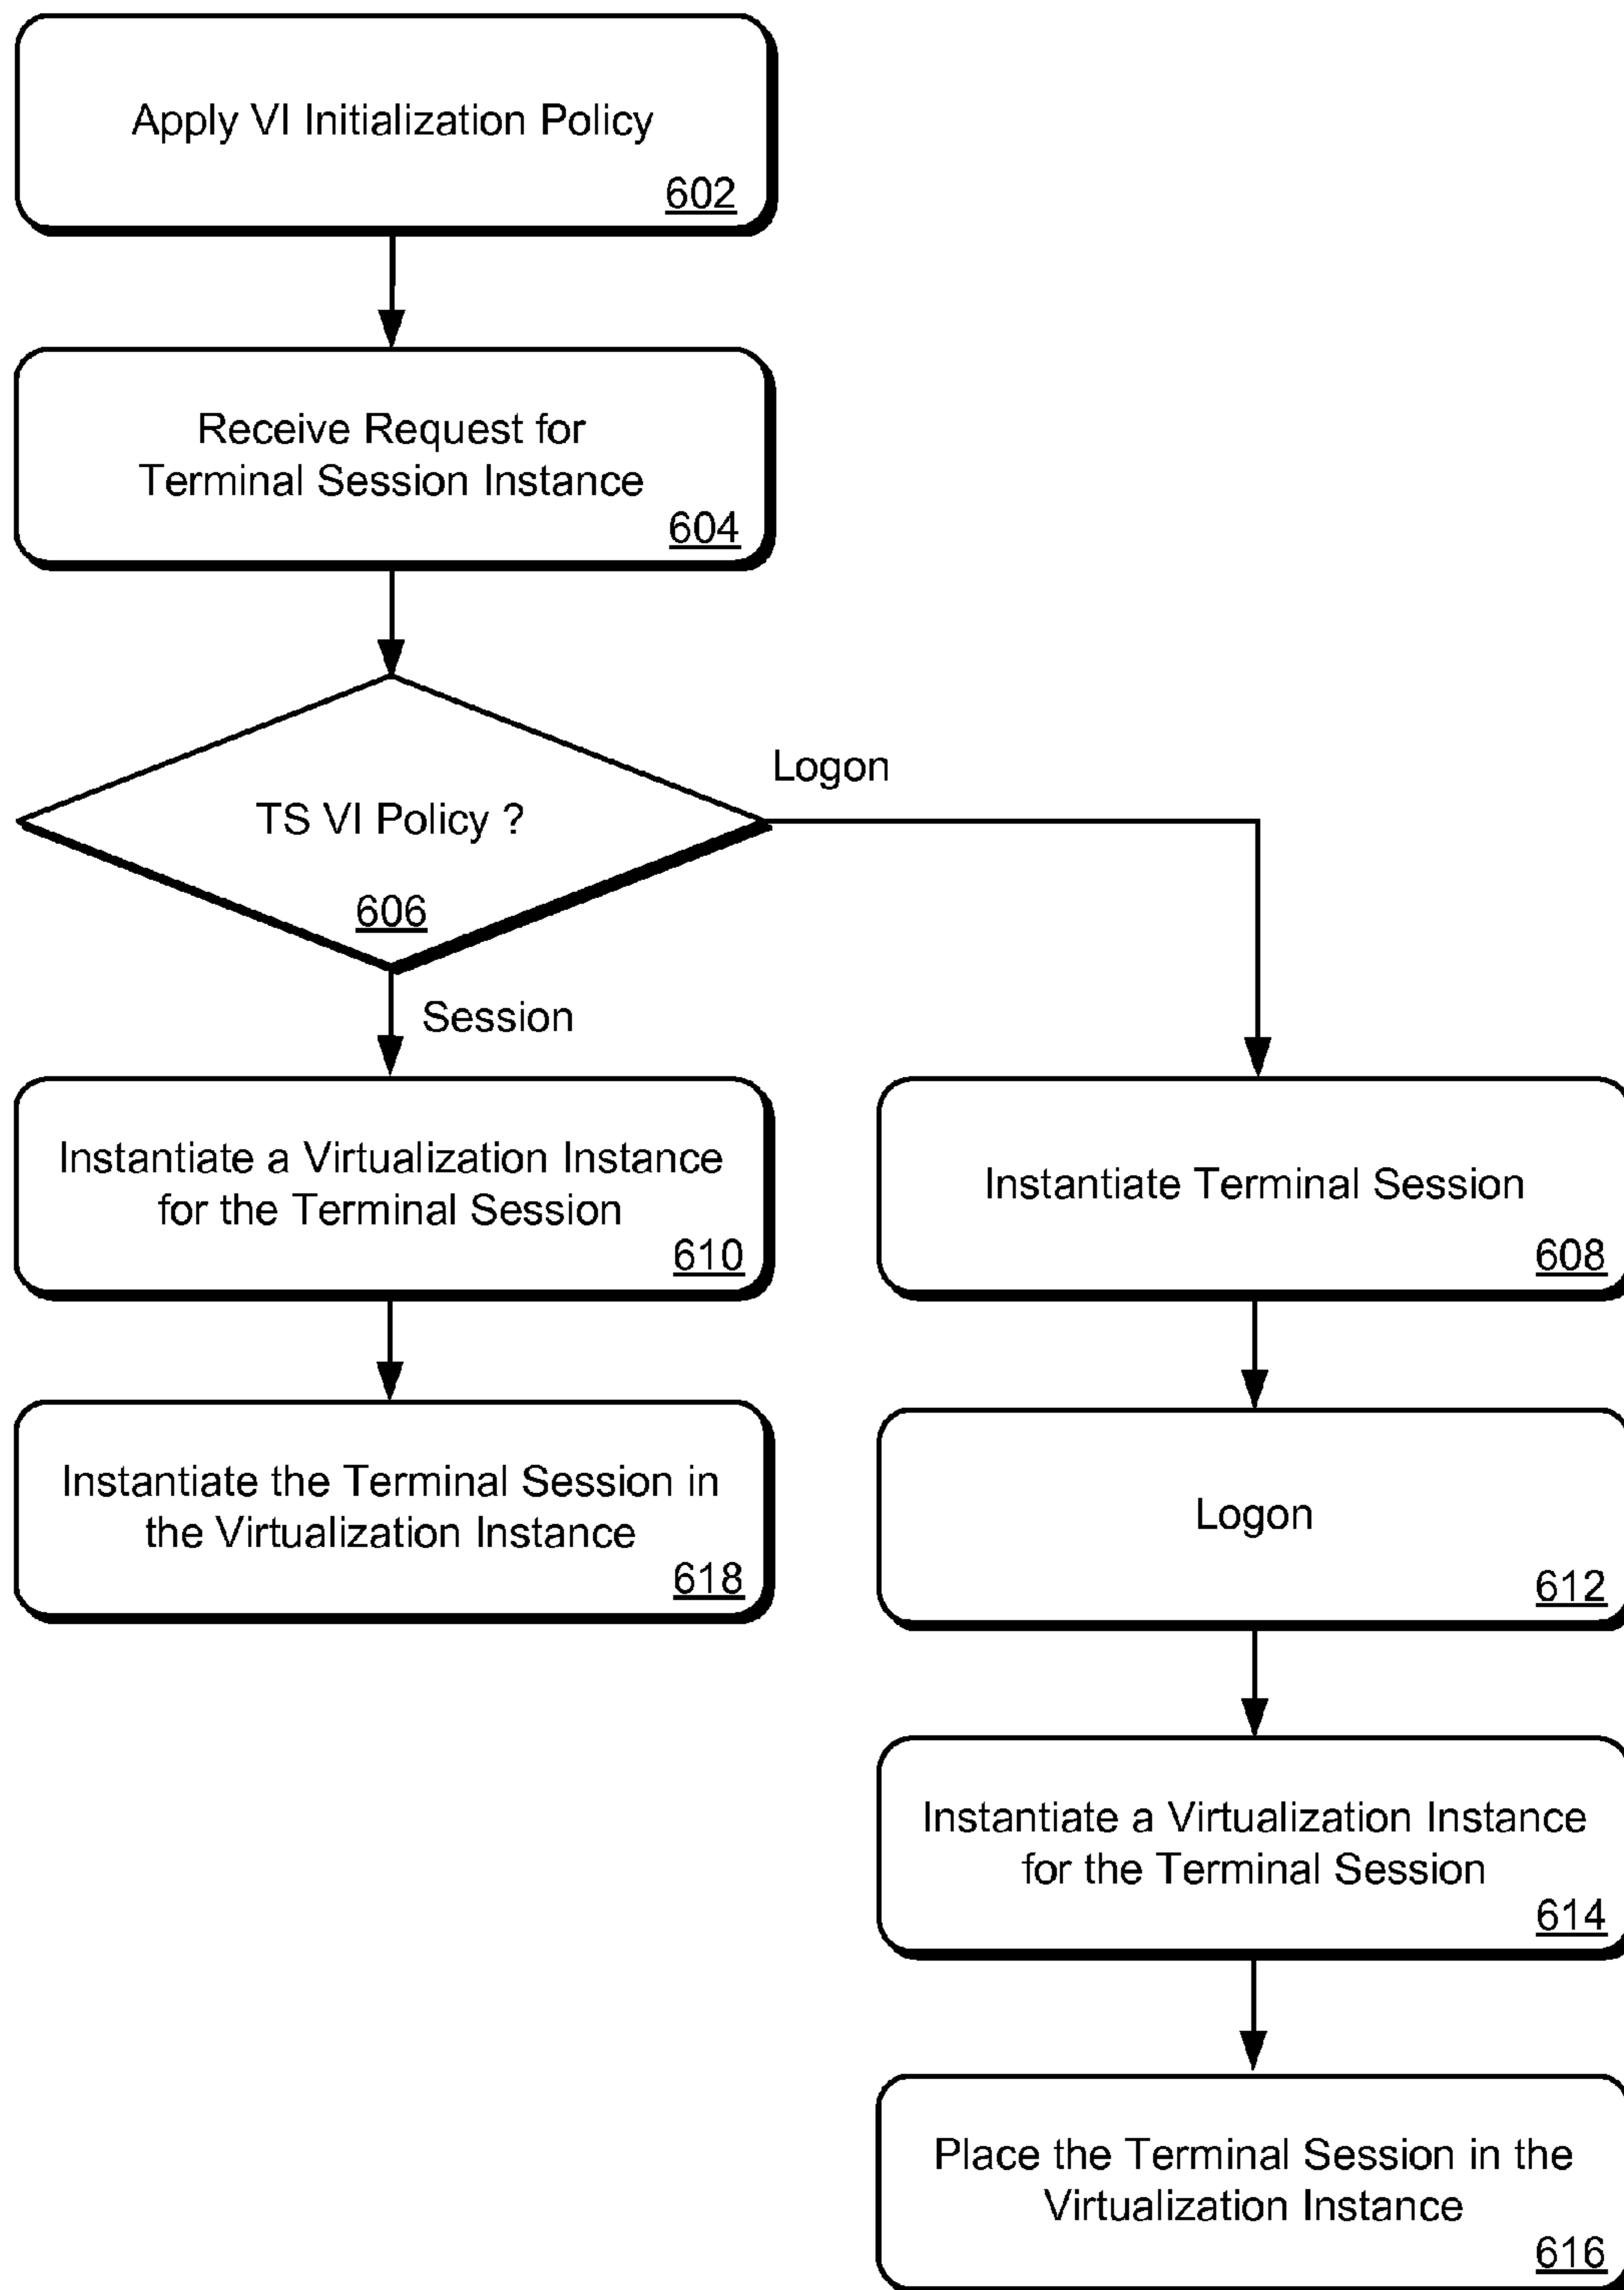 Apply VI Initialization Policy
602
Receive Request for
Terminal Session Instance
604
TS VI Policy ?
606
Logon
Session
Instantiate a Virtualization Instance
for the Terminal Session
610
Instantiate the Terminal Session in
the Virtualization Instance
618
Instantiate Terminal Session
608
Logon
612
Instantiate a Virtualization Instance
for the Terminal Session
614
Place the Terminal Session in the
Virtualization Instance
616